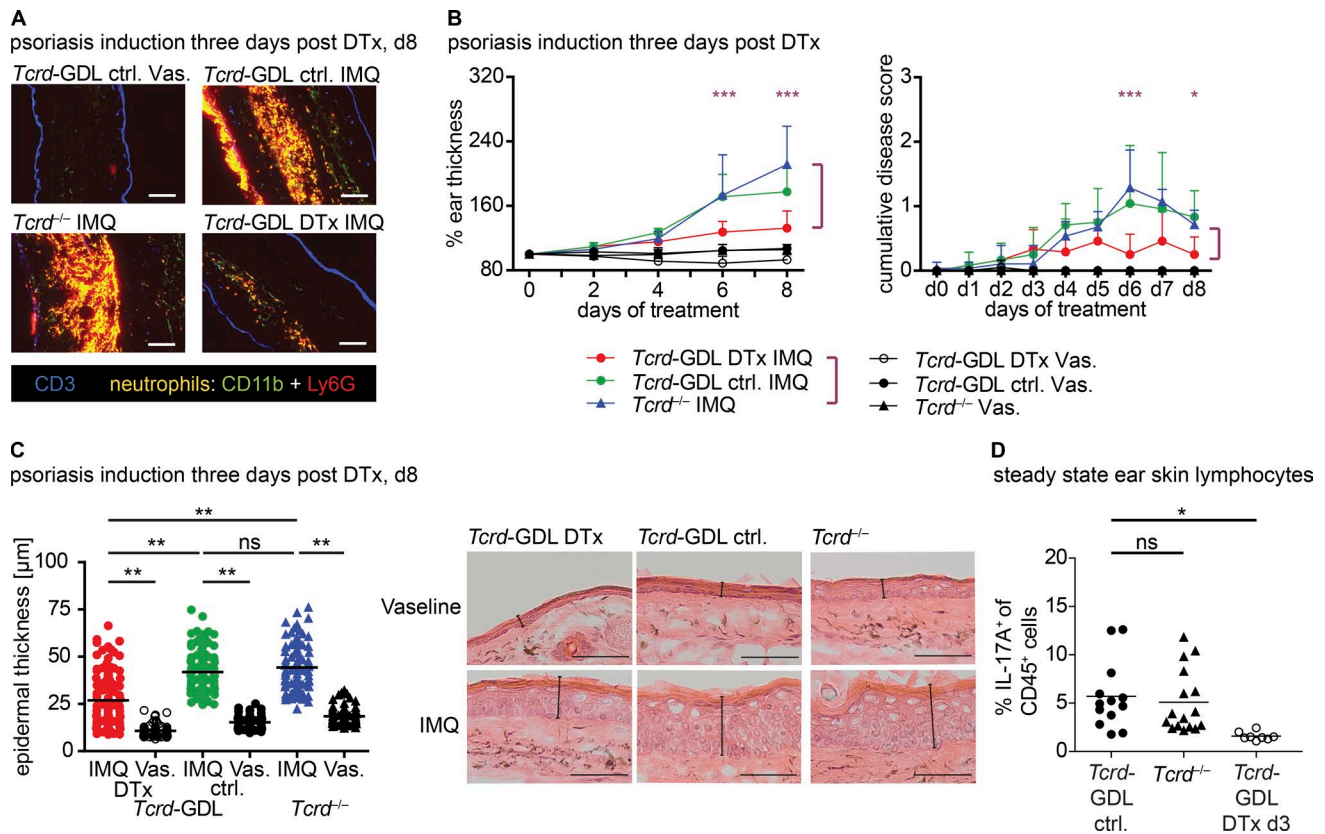 A
psoriasis induction three days post DTx, d8
Tcrd-GDL ctrl. Vas.
Tcrd-GDL ctrl. IMQ
Tcrd–/– IMQ
Tcrd-GDL DTx IMQ
CD3 neutrophils: CD11b + Ly6G
B
psoriasis induction three days post DTx
320
240
160
80
% ear thickness
*** ***
0 2 4 6 8
days of treatment
3
2
1
0
cumulative disease score
*** *
d0 d1 d2 d3 d4 d5 d6 d7 d8
days of treatment
Tcrd-GDL DTx IMQ
Tcrd-GDL ctrl. IMQ
Tcrd–/– IMQ
Tcrd-GDL DTx Vas.
Tcrd-GDL ctrl. Vas.
Tcrd–/– Vas.
C
psoriasis induction three days post DTx, d8
**
** ns **
** **
100
75
50
25
0
epidermal thickness [µm]
IMQ Vas. IMQ Vas. IMQ Vas.
DTx ctrl.
Tcrd-GDL Tcrd–/–
Tcrd-GDL DTx
Tcrd-GDL ctrl.
Tcrd–/–
Vaseline
IMQ
D
steady state ear skin lymphocytes
*
ns
20
15
10
5
0
% IL-17A+ of
CD45+ cells
Tcrd-
GDL
ctrl.
Tcrd–/–
Tcrd-
GDL
DTx d3